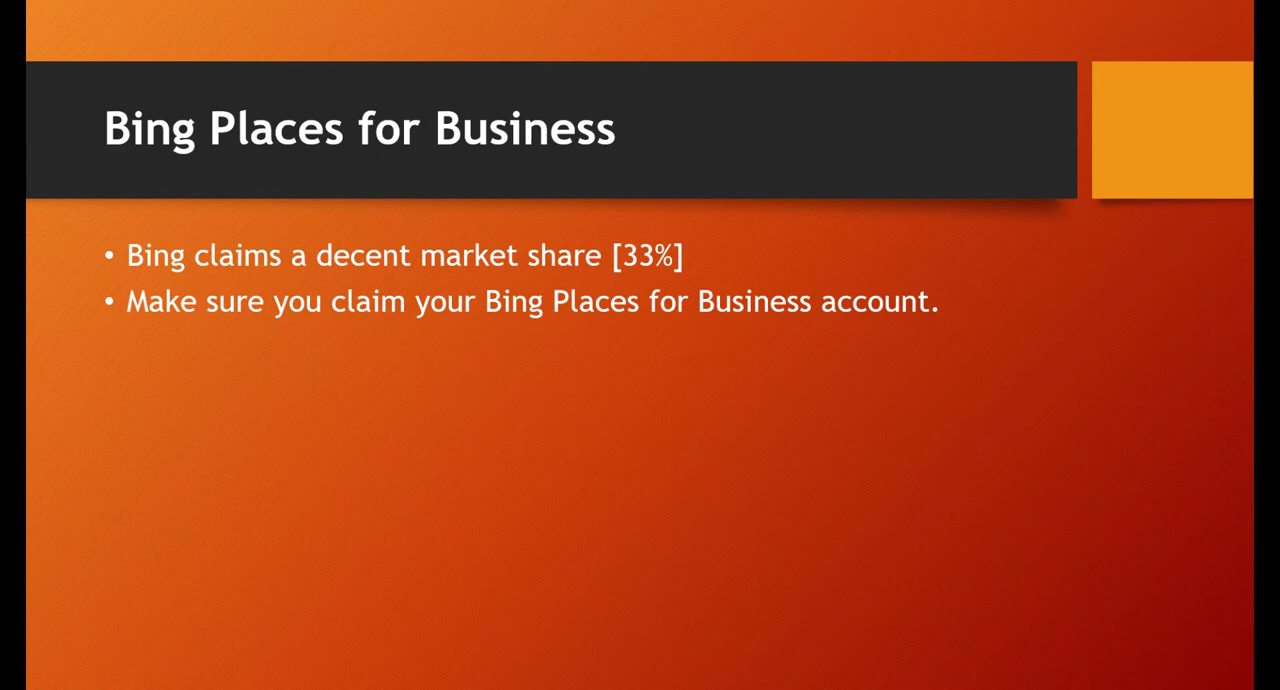 Bing Places for Business
• Bing claims a decent market share [33%]
• Make sure you claim your Bing Places for Business account.